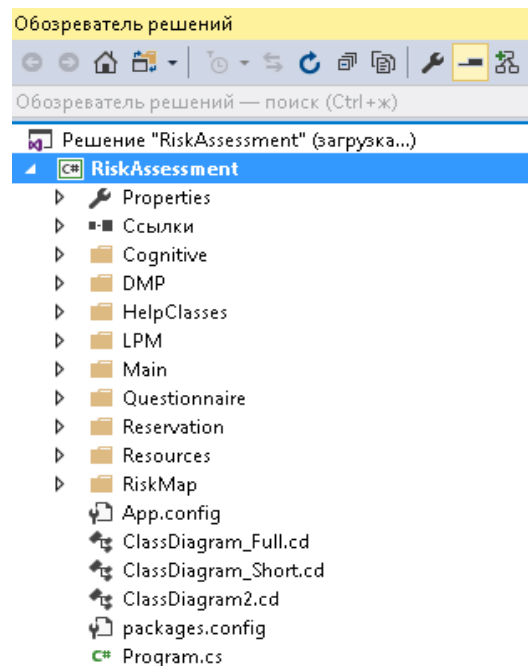 Обозреватель решений
Обозреватель решений — поиск (Ctrl+ж)
Решение "RiskAssessment" (загрузка...)
C# RiskAssessment
Properties
Ссылки
Cognitive
DMP
HelpClasses
LPM
Main
Questionnaire
Reservation
Resources
RiskMap
App.config
ClassDiagram_Full.cd
ClassDiagram_Short.cd
ClassDiagram2.cd
packages.config
C# Program.cs